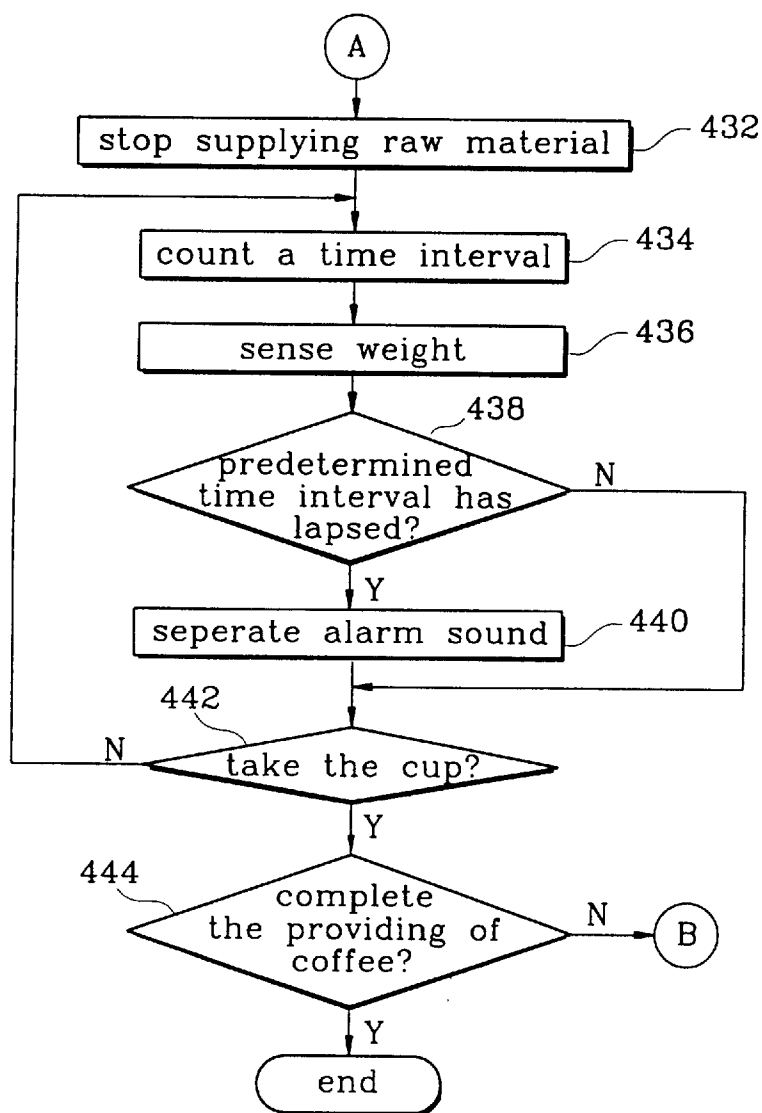 A
stop supplying raw material
432
count a time interval
434
sense weight
436
438
predetermined
time interval has
lapsed?
N
Y
seperate alarm sound
440
442
N
take the cup?
Y
444
complete
the providing of
coffee?
N
B
Y
end